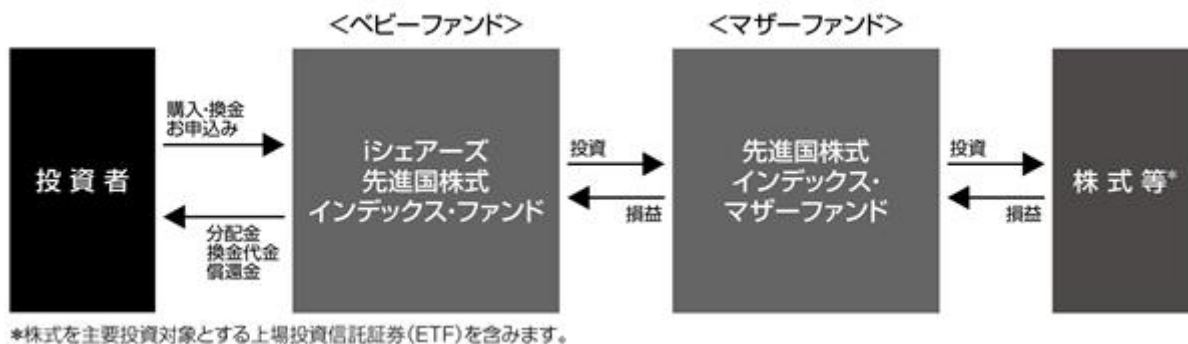 ＜ベビーファンド＞
＜マザーファンド＞
投資者
購入・換金
お申込み
分配金
換金代金
償還金
iシェアーズ
先進国株式
インデックス・ファンド
投資
損益
先進国株式
インデックス・
マザーファンド
投資
損益
株式等*
*株式を主要投資対象とする上場投資信託証券(ETF)を含みます。